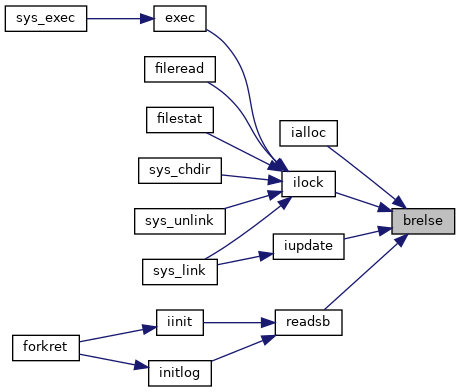 sys_exec
exec
fileread
filestat
ialloc
sys_chdir
ilock
sys_unlink
brelse
iupdate
sys_link
iinit
readsb
forkret
initlog